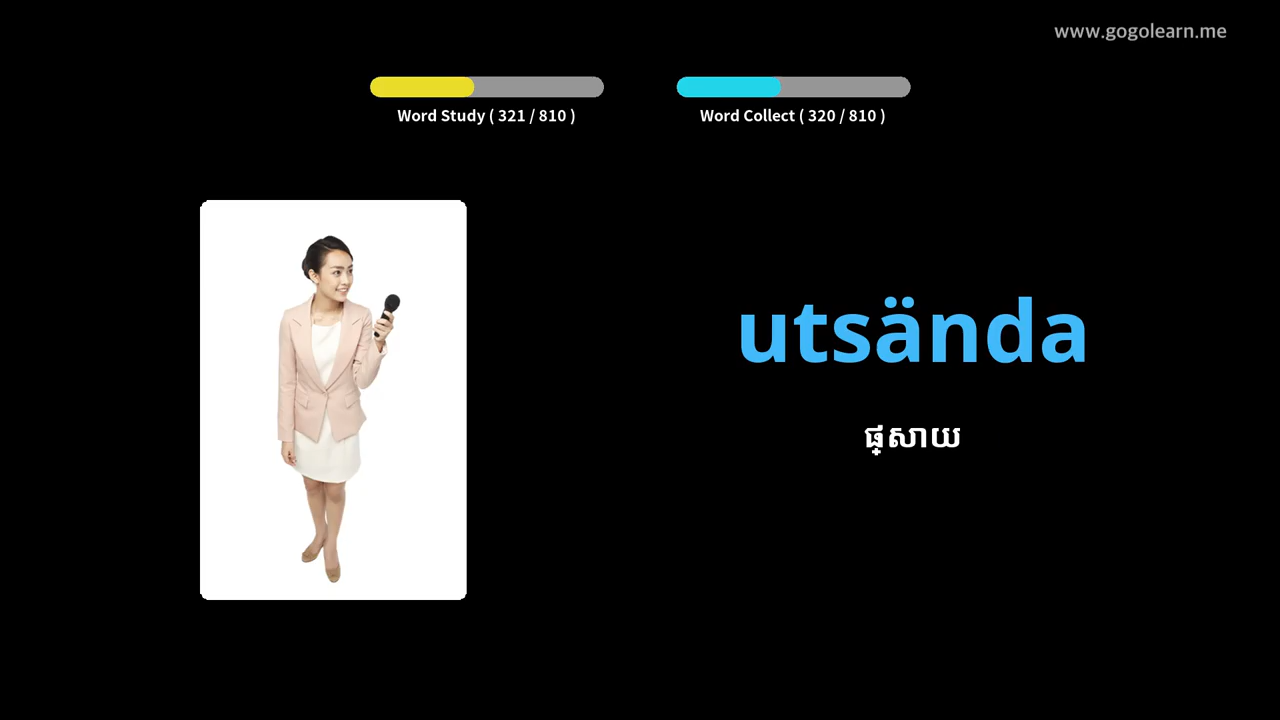 www.gogolearn.me
Word Study ( 321 / 810 )
Word Collect ( 320 / 810 )
utsända
ផ្សាយ